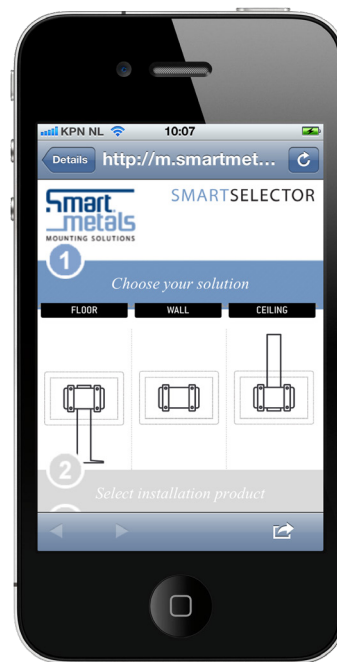 KPN NL 10:07
Details http://m.smartmet...
Smart
metals
MOUNTING SOLUTIONS
SMARTSELECTOR
1
Choose your solution
FLOOR WALL CEILING
2
Select installation product